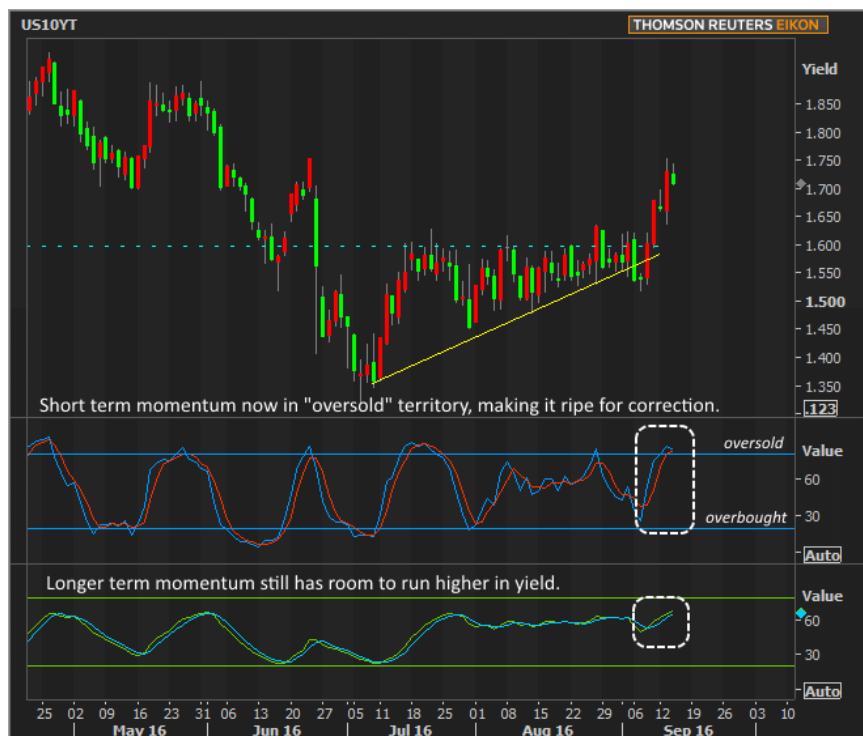 US10YT
THOMSON REUTERS EIKON
Yield
1.850
1.800
1.750
1.700
1.650
1.600
1.550
1.500
1.450
1.400
1.350
.123
Short term momentum now in "oversold" territory, making it ripe for correction.
oversold
Value
60
30
overbought
Auto
Longer term momentum still has room to run higher in yield.
Value
60
30
Auto
25 02 09 16 23 31 06 13 20 27 05 11 18 25 01 08 15 22 29 06 12 19 26 03 10
May 16 Jun 16 Jul 16 Aug 16 Sep 16